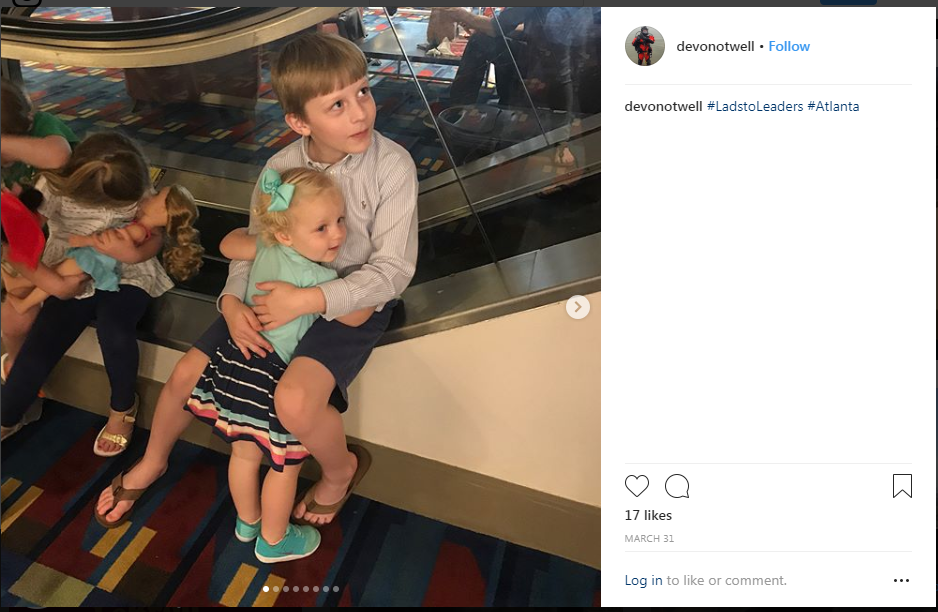 devonotwell • Follow
devonotwell #LadstoLeaders #Atlanta
17 likes
MARCH 31
Log in to like or comment.